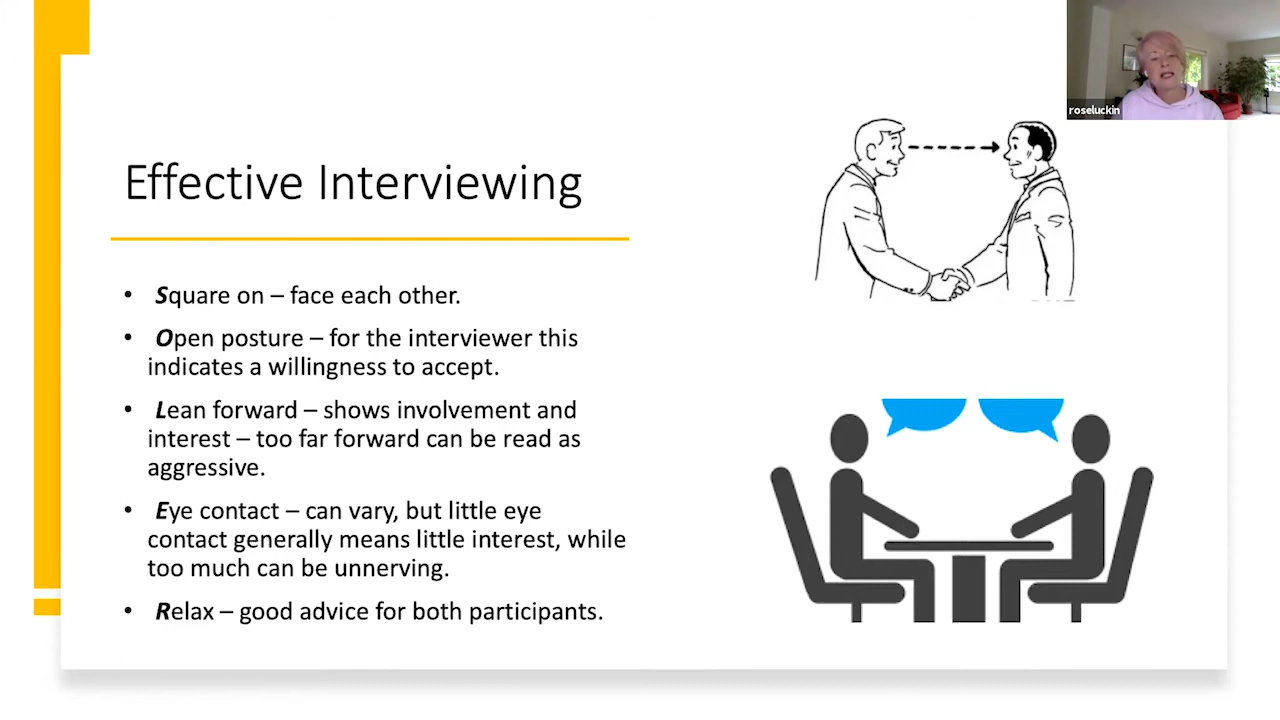 roseluckin
Effective Interviewing
• Square on – face each other.
• Open posture – for the interviewer this
indicates a willingness to accept.
• Lean forward – shows involvement and
interest – too far forward can be read as
aggressive.
• Eye contact – can vary, but little eye
contact generally means little interest, while
too much can be unnerving.
• Relax – good advice for both participants.